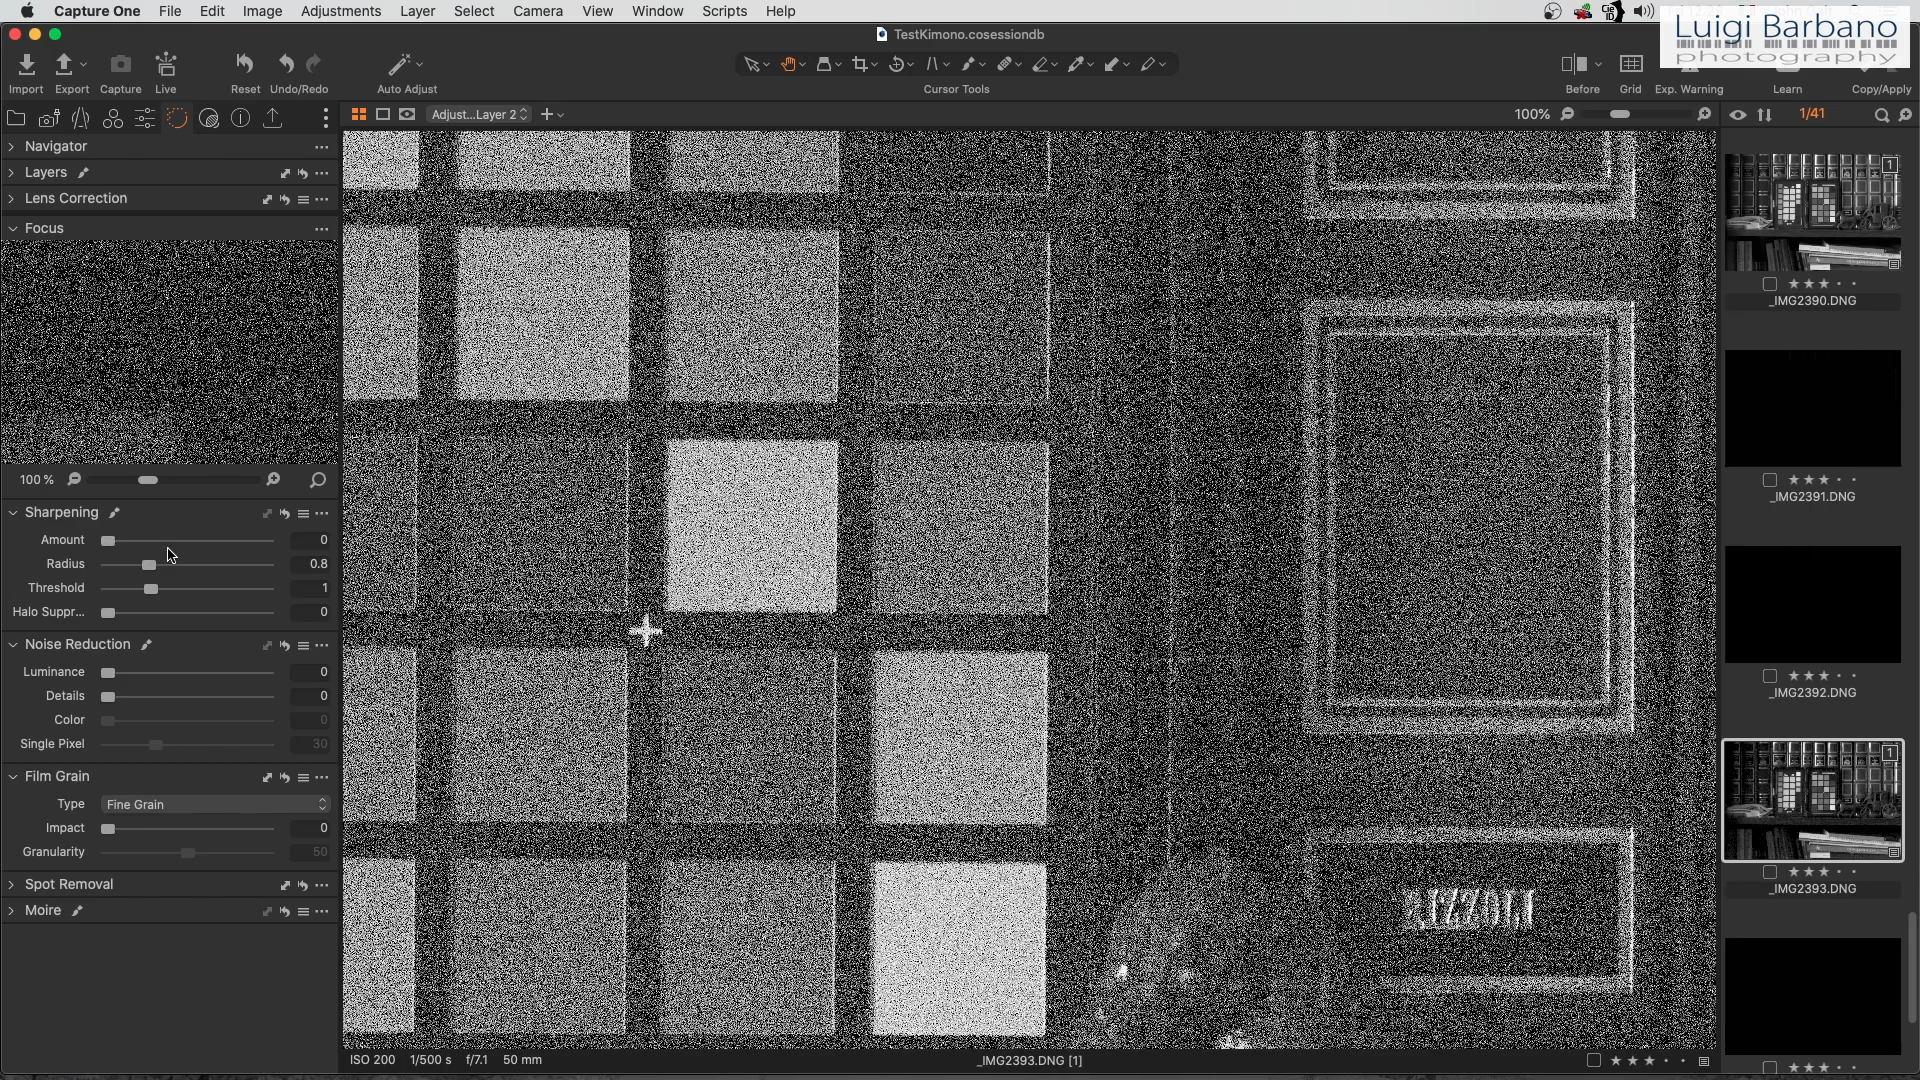 Capture One File Edit Image Adjustments Layer Select Camera View Window Scripts Help
TestKimono.cosessiondb
Luigi Barbano
photography
Import Export Capture Live Reset Undo/Redo Auto Adjust Cursor Tools Before Grid Exp. Warning Learn Copy/Apply
Adjust...Layer 2
100%
1/41
Navigator
Layers
Lens Correction
Focus
100 %
Sharpening
Amount 0
Radius 0.8
Threshold 1
Halo Suppr... 0
Noise Reduction
Luminance 0
Details 0
Color 0
Single Pixel 30
Film Grain
Type Fine Grain
Impact 0
Granularity 50
Spot Removal
Moire
RIZZOLI
ISO 200 1/500 s f/7.1 50 mm
_IMG2393.DNG [1]
1
_IMG2390.DNG
_IMG2391.DNG
_IMG2392.DNG
1
_IMG2393.DNG